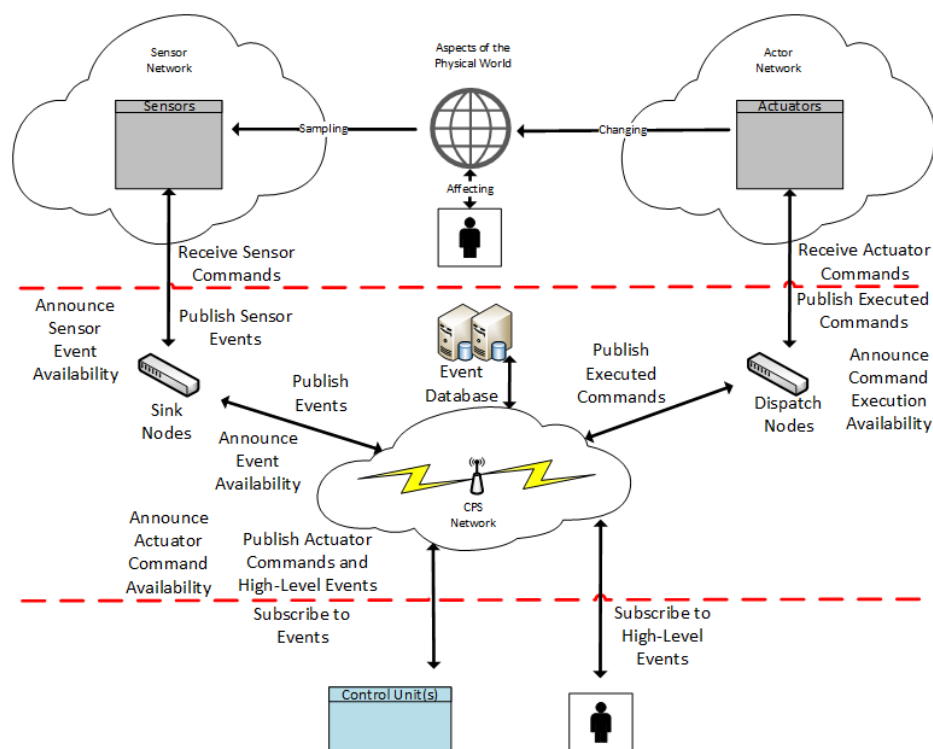 Sensor
Network
Aspects of the
Physical World
Actor
Network
Sensors
Actuators
Sampling
Changing
Affecting
Receive Sensor
Commands
Receive Actuator
Commands
Announce
Sensor
Event
Availability
Publish Sensor
Events
Publish Executed
Commands
Event
Database
Publish
Executed
Commands
Announce
Command
Execution
Availability
Sink
Nodes
Publish
Events
Dispatch
Nodes
Announce
Event
Availability
CPS
Network
Announce
Actuator
Command
Availability
Publish Actuator
Commands and
High-Level Events
Subscribe to
Events
Subscribe to
High-Level
Events
Control Unit(s)